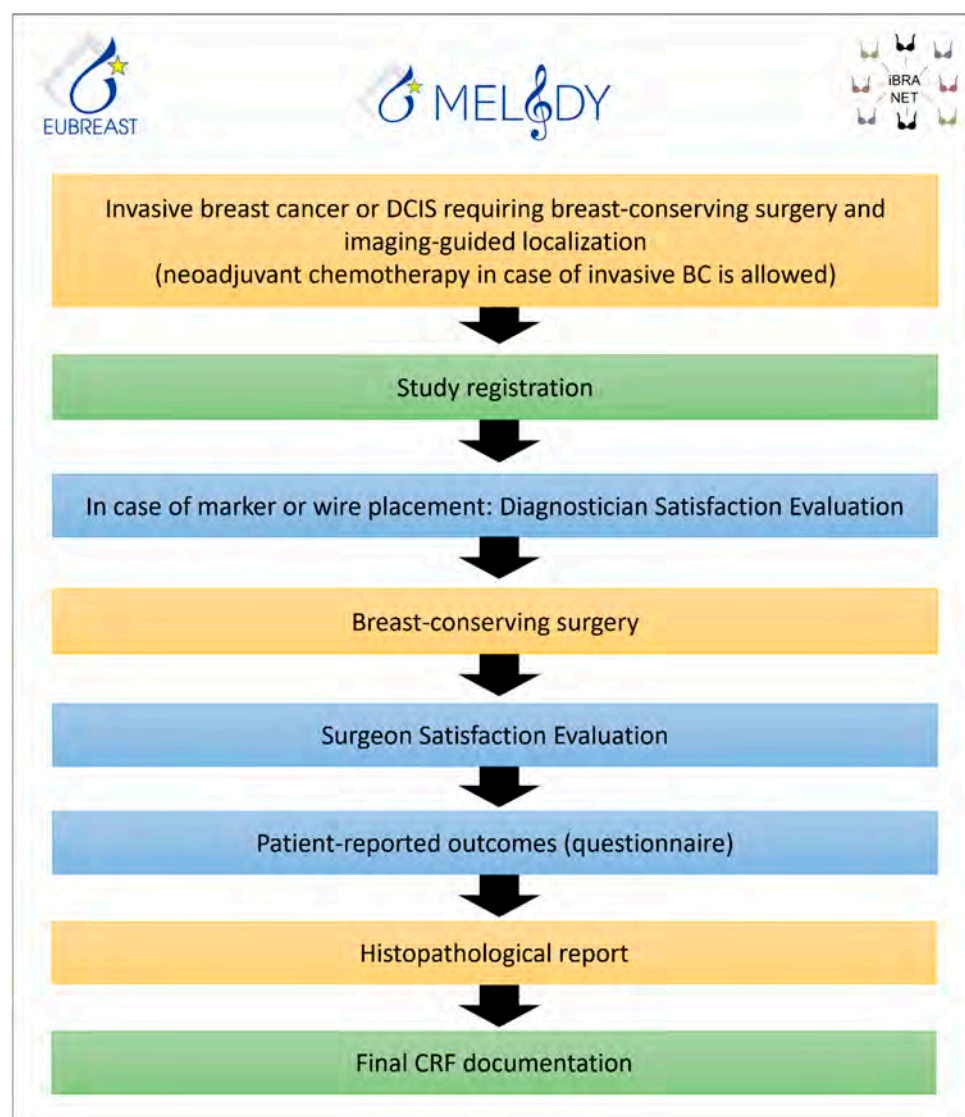 EUBREAST
MELODY
iBRA
NET
Invasive breast cancer or DCIS requiring breast-conserving surgery and
imaging-guided localization
(neoadjuvant chemotherapy in case of invasive BC is allowed)
Study registration
In case of marker or wire placement: Diagnostician Satisfaction Evaluation
Breast-conserving surgery
Surgeon Satisfaction Evaluation
Patient-reported outcomes (questionnaire)
Histopathological report
Final CRF documentation